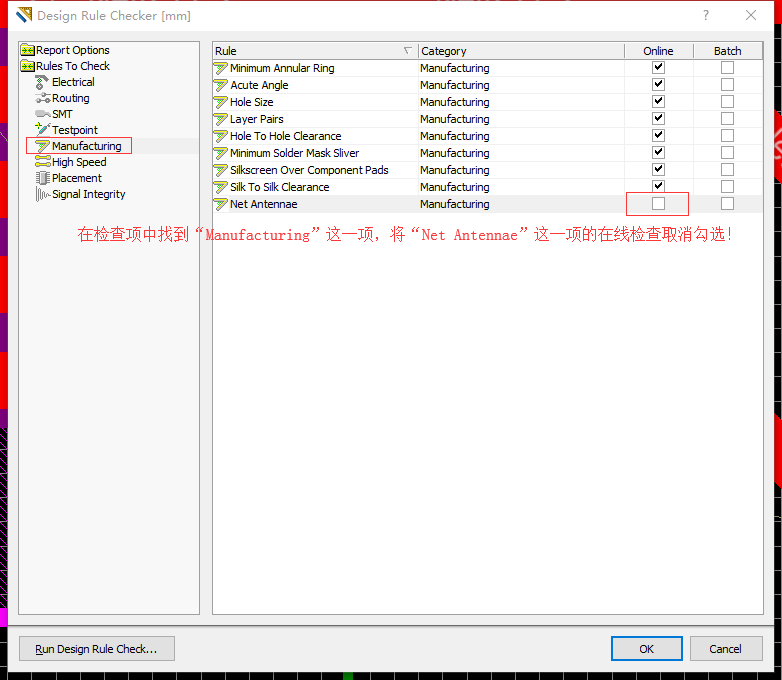 Design Rule Checker [mm]
?
Report Options
Rules To Check
Electrical
Routing
SMT
Testpoint
Manufacturing
High Speed
Placement
Signal Integrity
Rule Category Online Batch
Minimum Annular Ring Manufacturing
Acute Angle Manufacturing
Hole Size Manufacturing
Layer Pairs Manufacturing
Hole To Hole Clearance Manufacturing
Minimum Solder Mask Sliver Manufacturing
Silkscreen Over Component Pads Manufacturing
Silk To Silk Clearance Manufacturing
Net Antennae Manufacturing
在检查项中找到“Manufacturing”这一项，将“Net Antennae”这一项的在线检查取消勾选！
Run Design Rule Check...
OK
Cancel